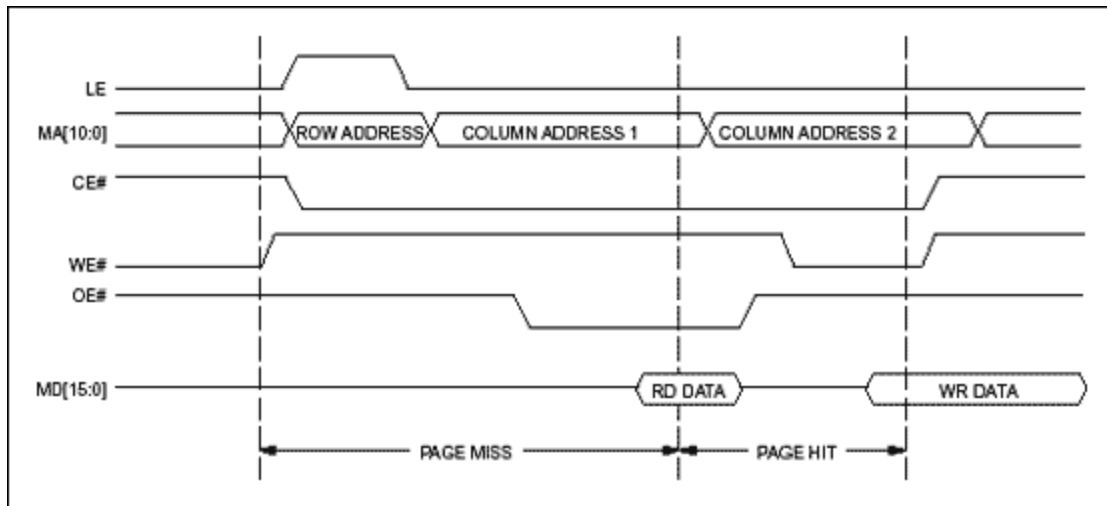 LE
MA[10:0] ROW ADDRESS COLUMN ADDRESS 1 COLUMN ADDRESS 2
CE#
WE#
OE#
MD[15:0] RD DATA WR DATA
PAGE MISS PAGE HIT